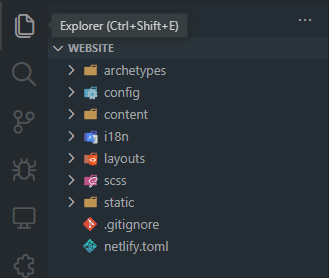 Explorer (Ctrl+Shift+E)
WEBSITE
archetypes
config
content
i18n
layouts
scss
static
.gitignore
netlify.toml